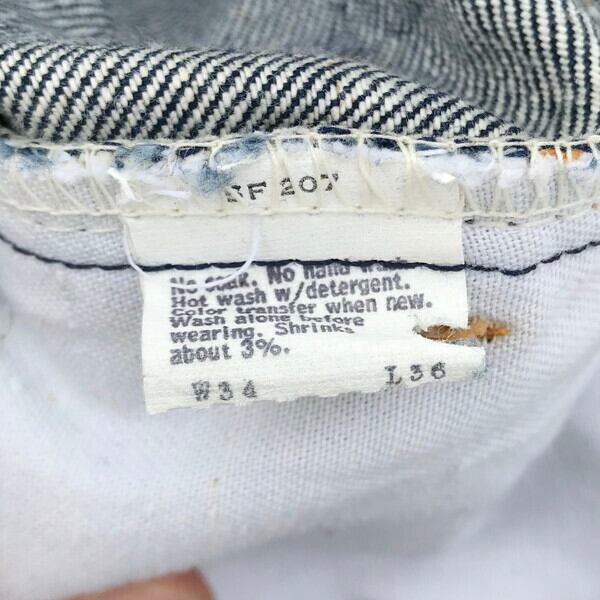 SF 207
No soak. No hand wash.
Hot wash w/detergent.
Color transfer when new.
Wash alone before
wearing. Shrinks
about 3%.
W34 L36